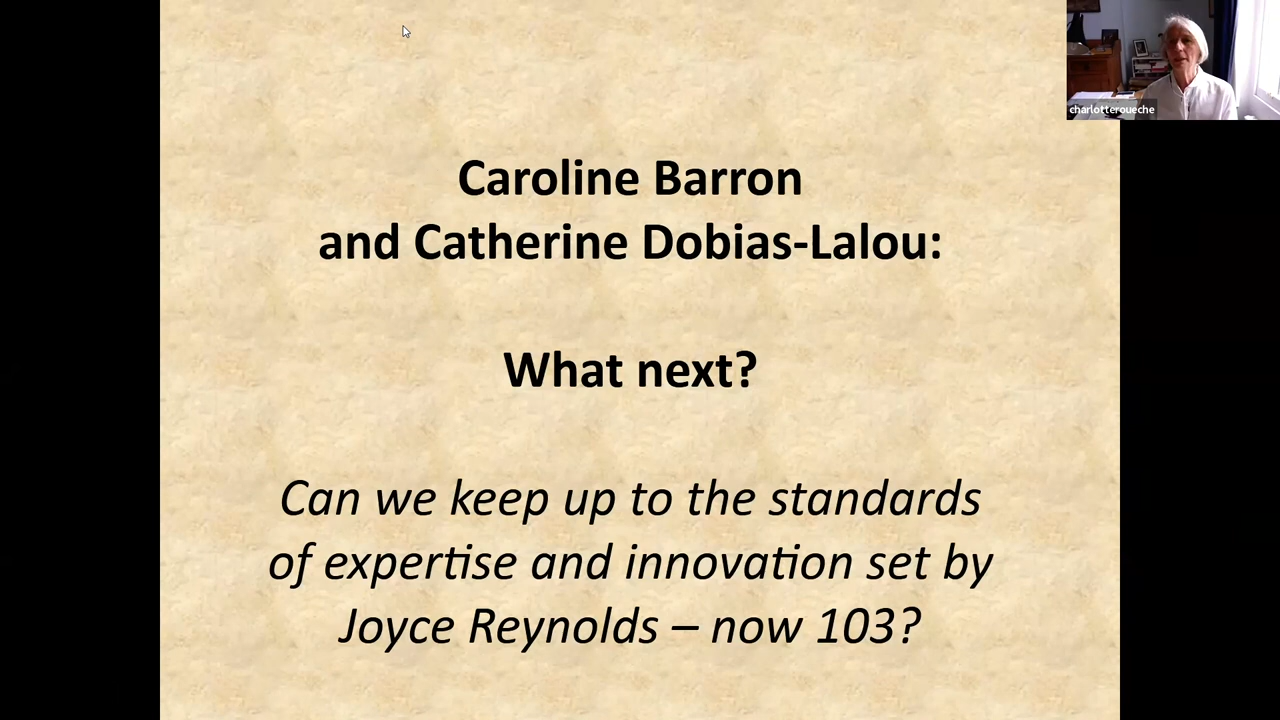 Caroline Barron
and Catherine Dobias-Lalou:
What next?
Can we keep up to the standards
of expertise and innovation set by
Joyce Reynolds – now 103?
charlotteroueche